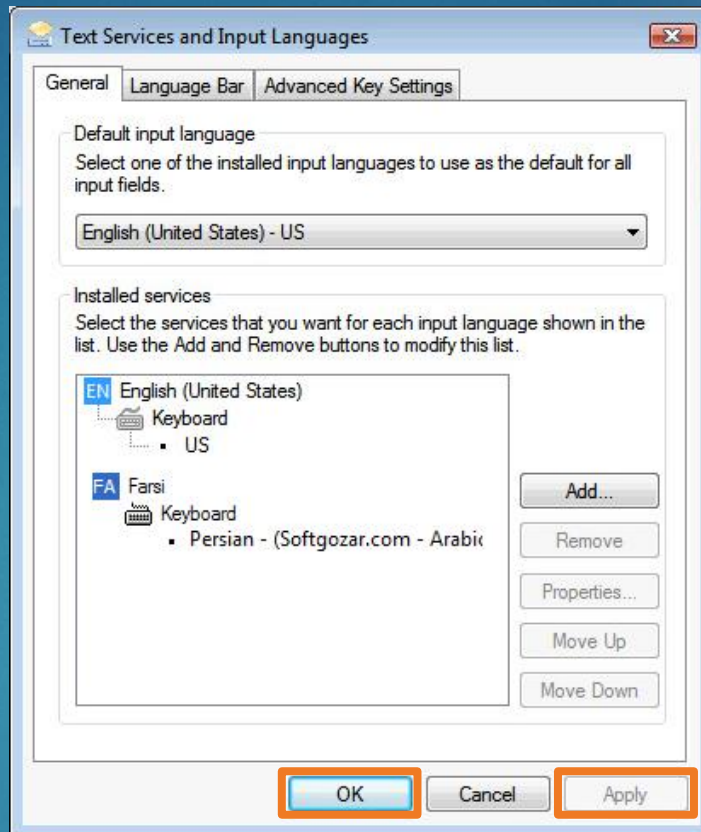 Text Services and Input Languages
General
Language Bar
Advanced Key Settings
Default input language
Select one of the installed input languages to use as the default for all
input fields.
English (United States) - US
Installed services
Select the services that you want for each input language shown in the
list. Use the Add and Remove buttons to modify this list.
EN English (United States)
Keyboard
US
FA Farsi
Keyboard
Persian - (Softgozar.com - Arabic
Add...
Remove
Properties...
Move Up
Move Down
OK
Cancel
Apply